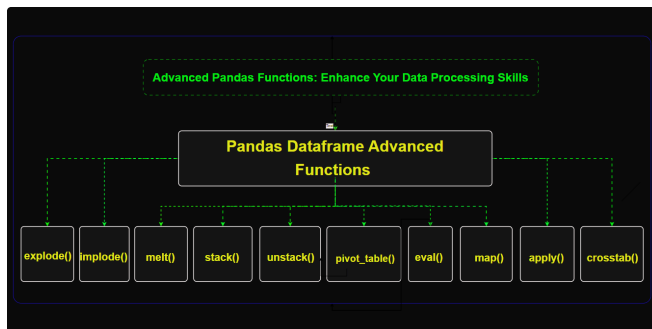 Advanced Pandas Functions: Enhance Your Data Processing Skills
Pandas Dataframe Advanced
Functions
explode()
implode()
melt()
stack()
unstack()
pivot_table()
eval()
map()
apply()
crosstab()